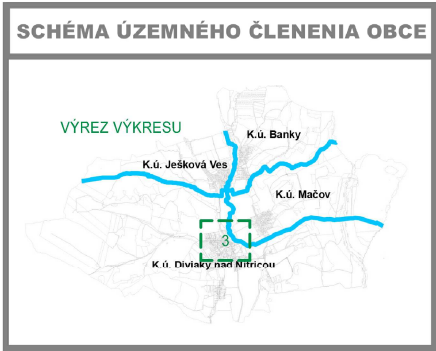 SCHÉMA ÚZEMNÉHO ČLENENIA OBCE
VÝREZ VÝKRESU
K.ú. Banky
K.ú. Ješková Ves
K.ú. Mačov
3
K.ú. Diviaky nad Nitricou